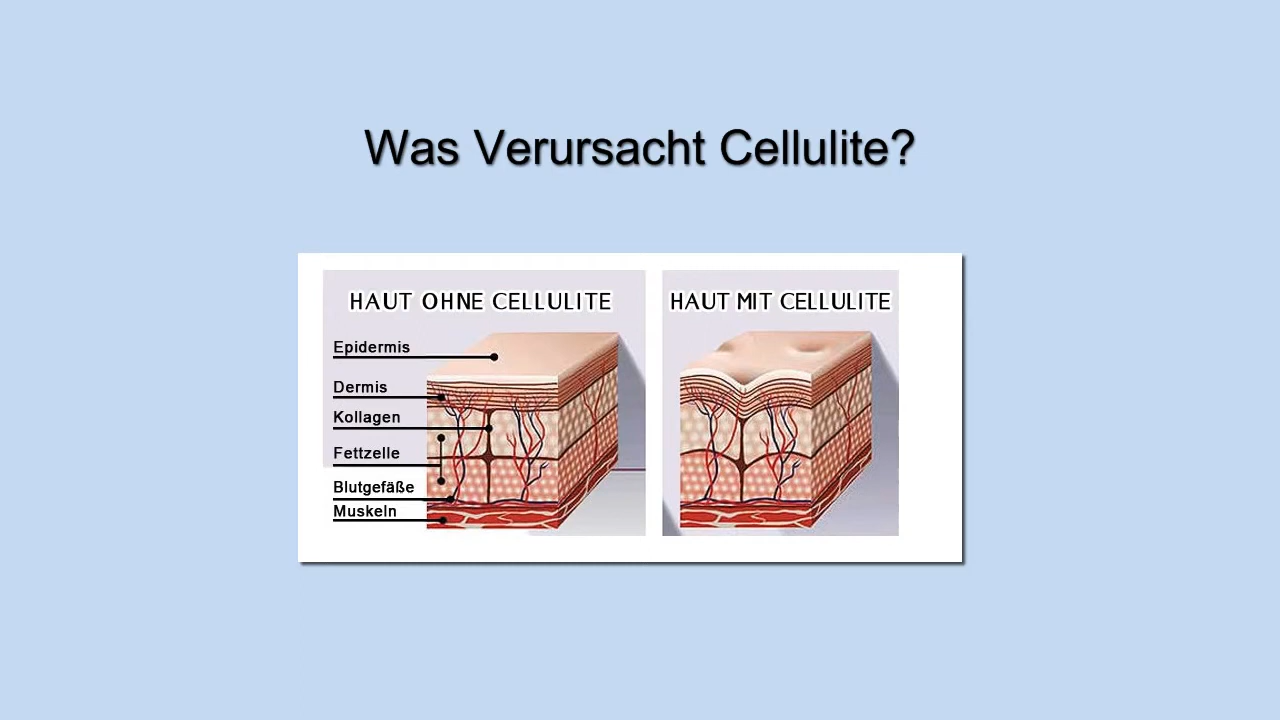 Was Verursacht Cellulite?
HAUT OHNE CELLULITE
Epidermis
Dermis
Kollagen
Fettzelle
Blutgefäße
Muskeln
HAUT MIT CELLULITE